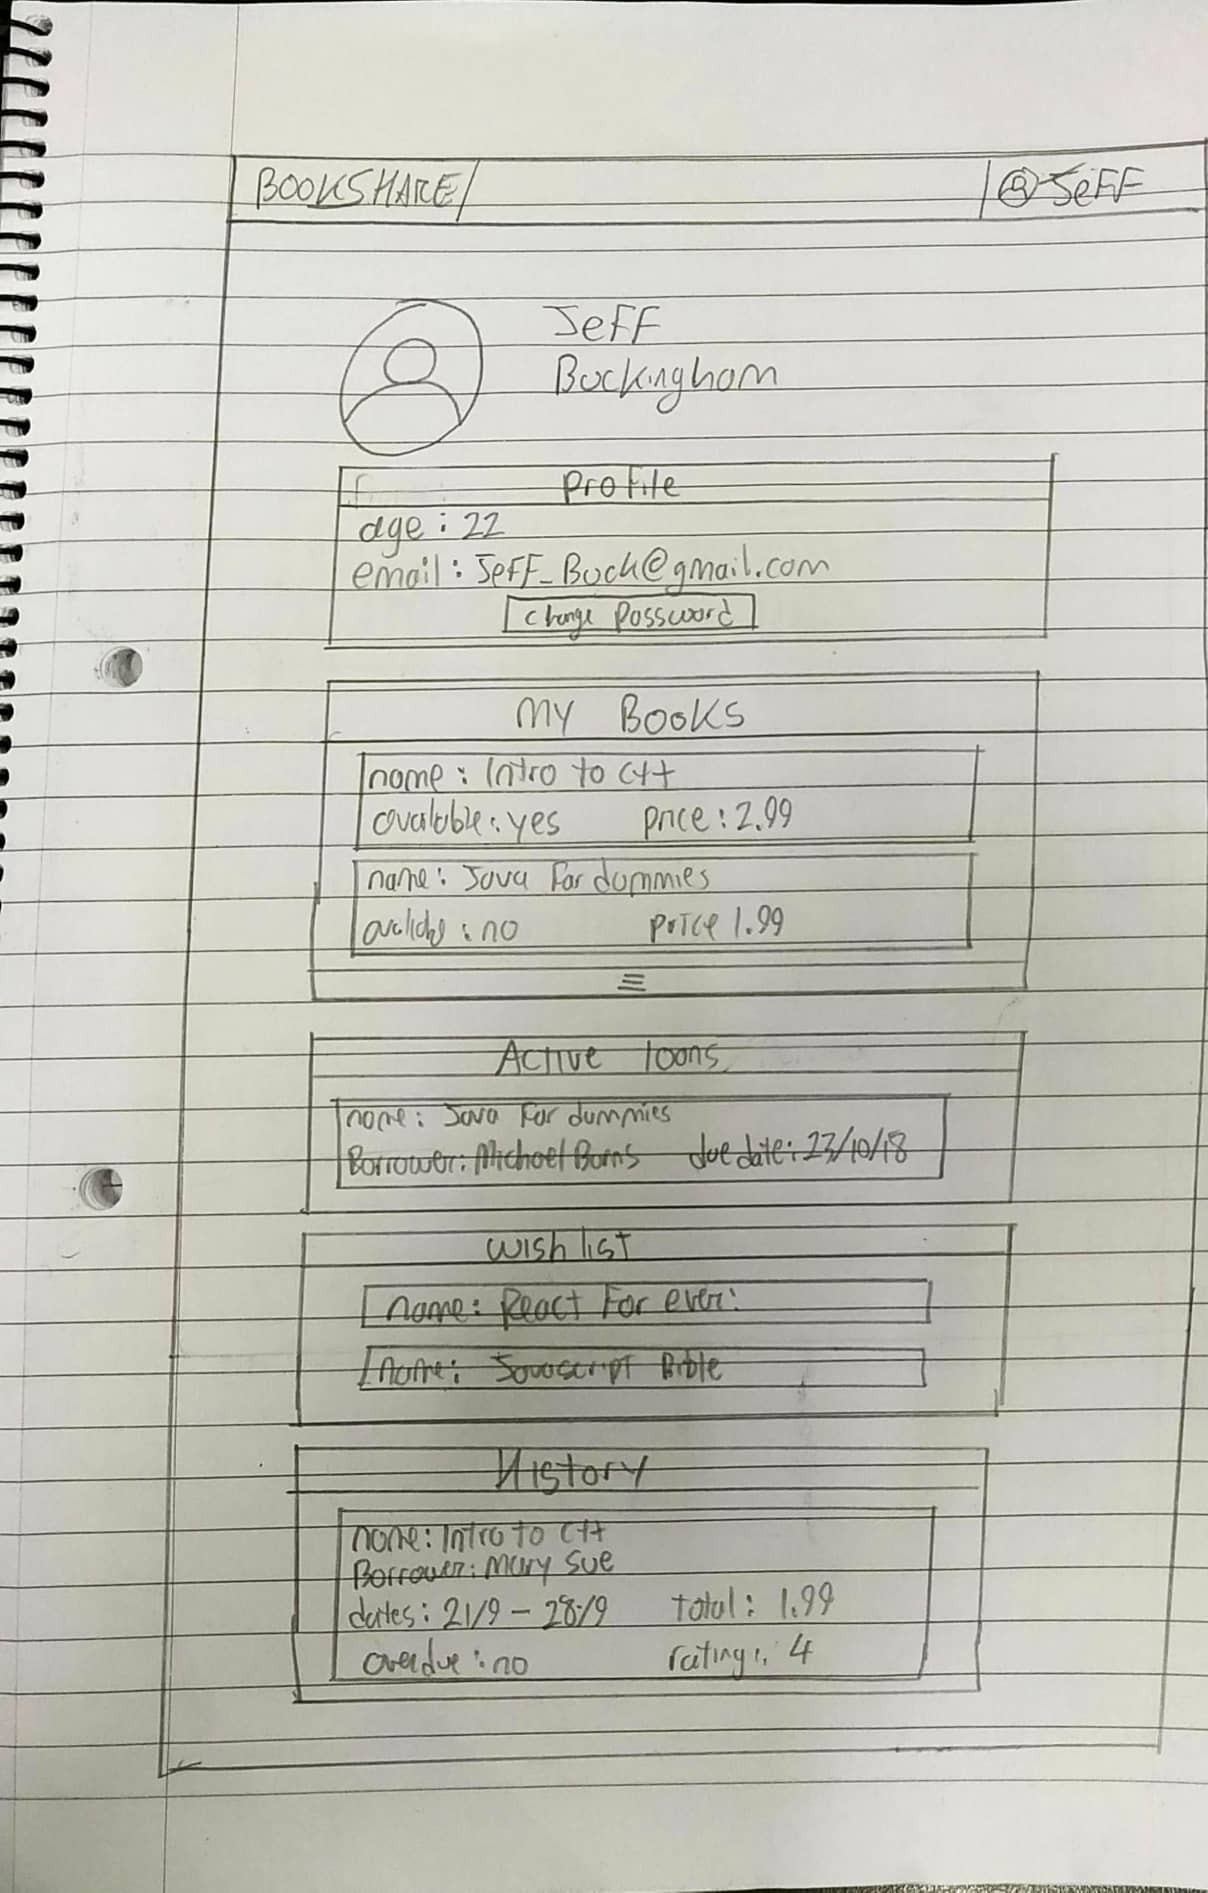 BOOKSHARE
JeFF
JeFF
Buckingham
Profile
age : 22
email : JeFF_Buck@gmail.com
change Password
MY BooKS
name : Intro to C++
price : 2.99
yes
name : Java For dummies
: no price 1.99
Active loans
name : Java For dummies
Borrower: Michael Burns due date: 23/10/18
wish list
name: React For ever:
name: Javascript Bible
History
name: Intro to C++
Borrower: Mary Sue
dates : 21/9 - 28/9 total : 1.99
overdue : no rating : 4